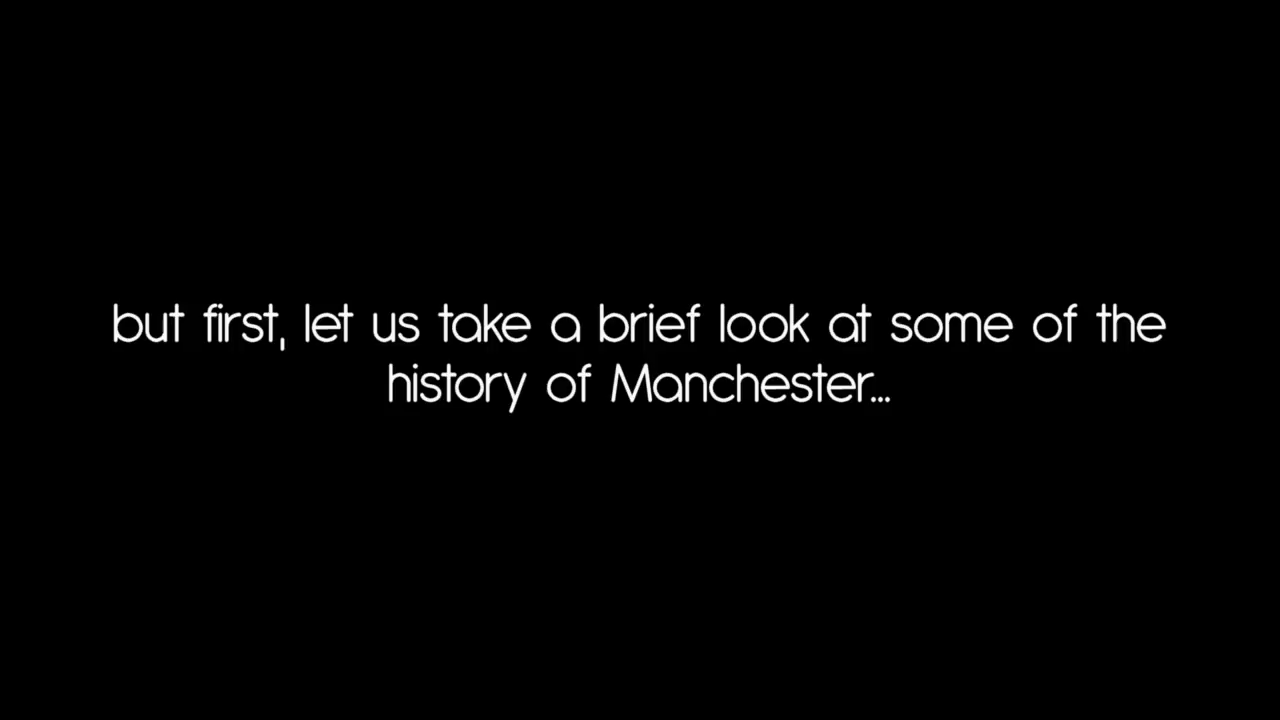 but first, let us take a brief look at some of the
history of Manchester...